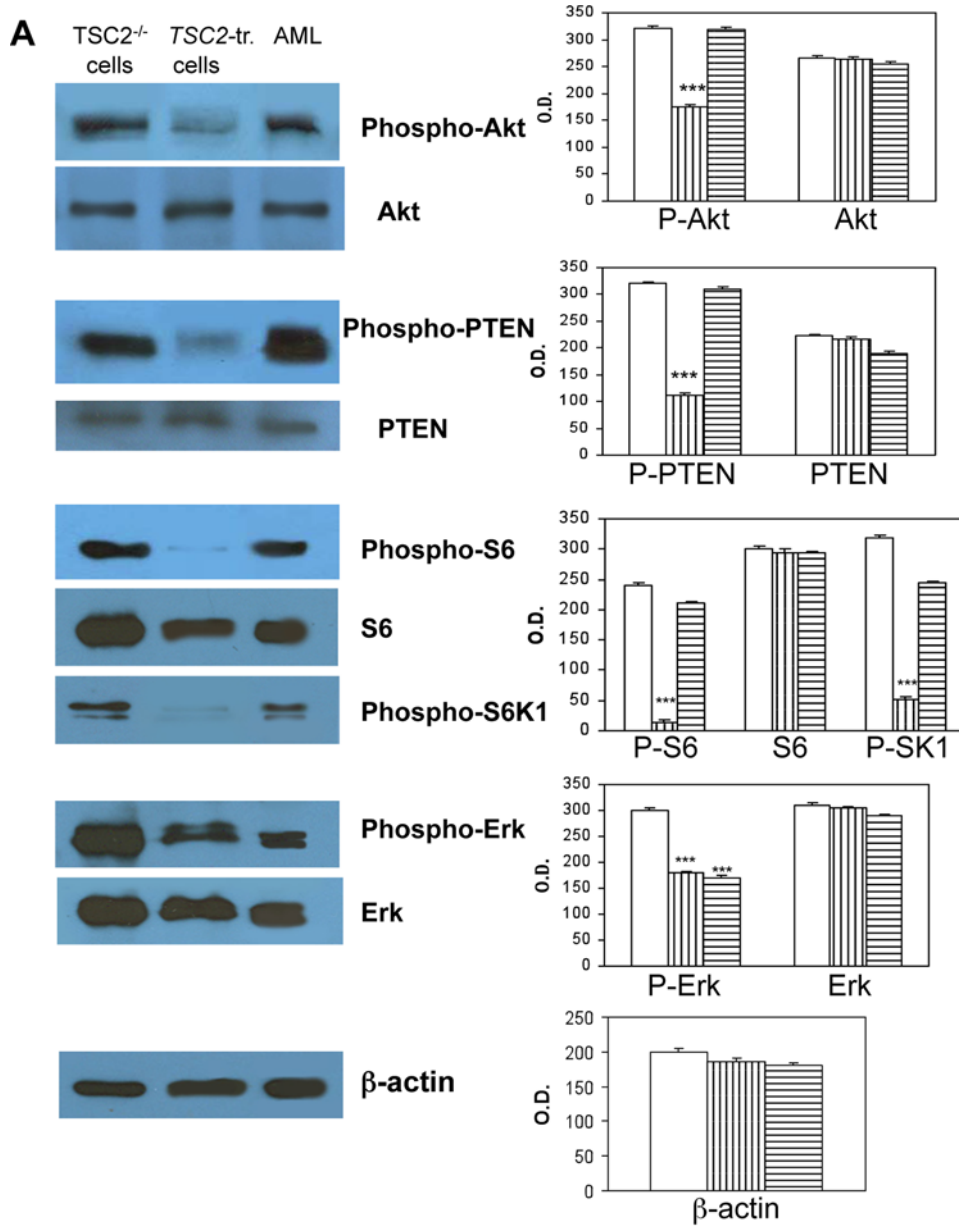 A
TSC2-/- cells
TSC2-tr. cells
AML
Phospho-Akt
Akt
Phospho-PTEN
PTEN
Phospho-S6
S6
Phospho-S6K1
Phospho-Erk
Erk
β-actin
350
300
250
200
150
100
50
0
O.D.
***
P-Akt
Akt
350
300
250
200
150
100
50
0
O.D.
***
P-PTEN
PTEN
350
300
250
200
150
100
50
0
O.D.
***
***
P-S6
S6
P-SK1
350
300
250
200
150
100
50
0
O.D.
***
***
P-Erk
Erk
250
200
150
100
50
0
O.D.
β-actin